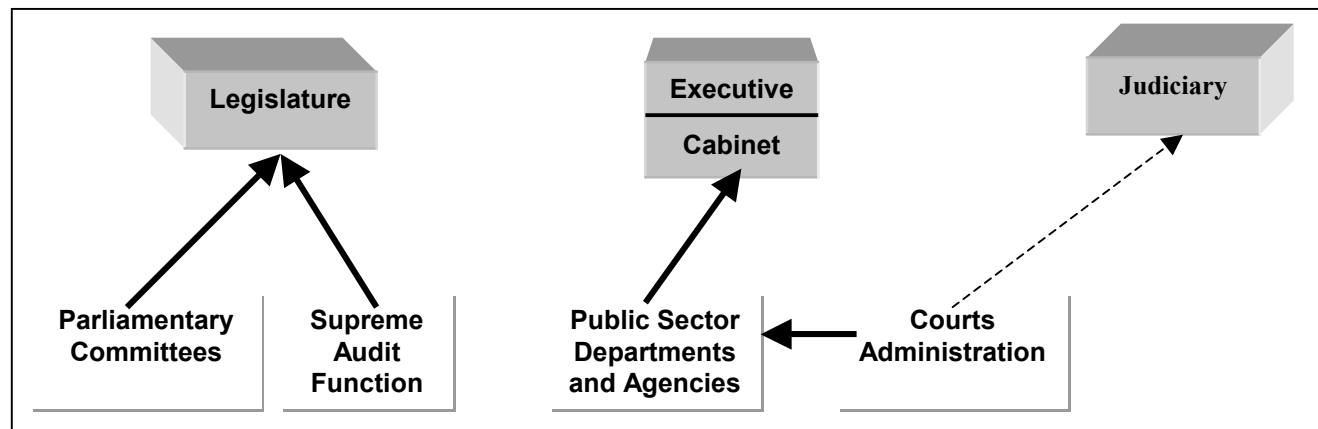 Legislature
Executive
Cabinet
Judiciary
Parliamentary
Committees
Supreme
Audit
Function
Public Sector
Departments
and Agencies
Courts
Administration